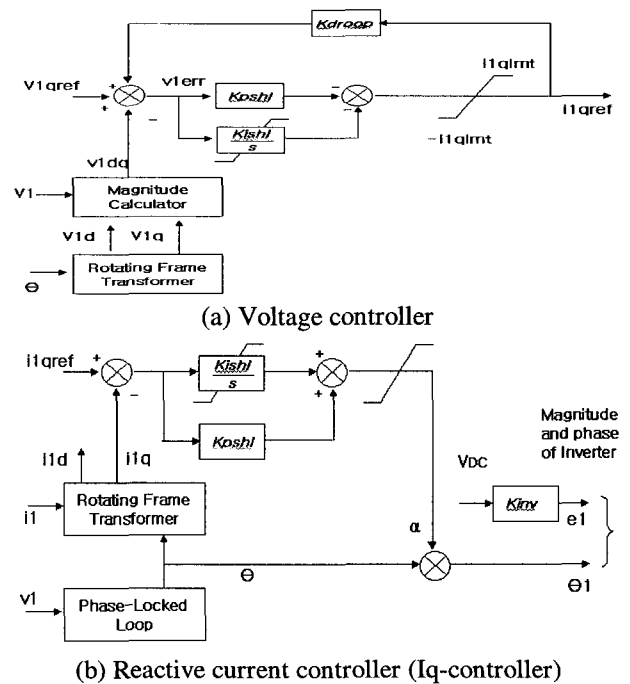 Kdroop
i1qlmt
V1qref
+
+
v1err
Kpshl
−
−
−
i1qref
Kishl
s
−i1qlmt
v1dq
V1
Magnitude
Calculator
V1d
V1q
Θ
Rotating Frame
Transformer
(a) Voltage controller
i1qref
+
−
Kishl
s
+
+
Kpshl
Magnitude
and phase
of Inverter
i1d
i1q
VDC
Rotating Frame
Transformer
i1
Kinv
e1
α
Θ
Θ1
v1
Phase-Locked
Loop
(b) Reactive current controller (Iq-controller)